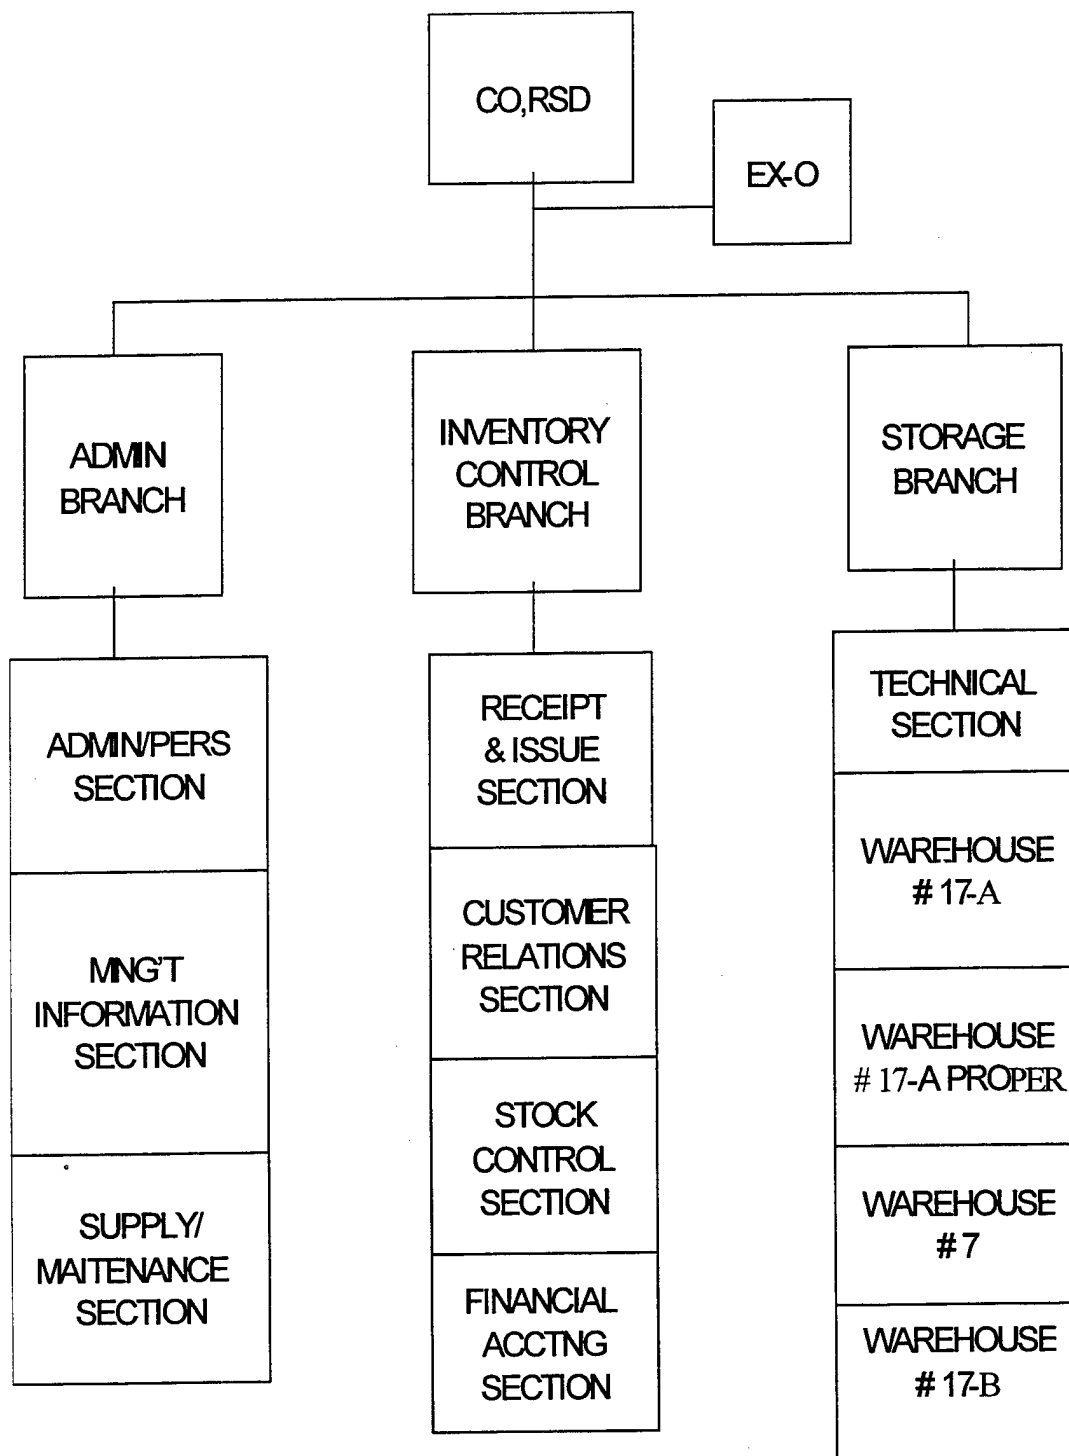 CO,RSD
EX-O
ADMIN
BRANCH
INVENTORY
CONTROL
BRANCH
STORAGE
BRANCH
ADMIN/PERS
SECTION
MNG'T
INFORMATION
SECTION
SUPPLY/
MAITENANCE
SECTION
RECEIPT
& ISSUE
SECTION
CUSTOMER
RELATIONS
SECTION
STOCK
CONTROL
SECTION
FINANCIAL
ACCTNG
SECTION
TECHNICAL
SECTION
WAREHOUSE
# 17-A
WAREHOUSE
# 17-A PROPER
WAREHOUSE
# 7
WAREHOUSE
# 17-B